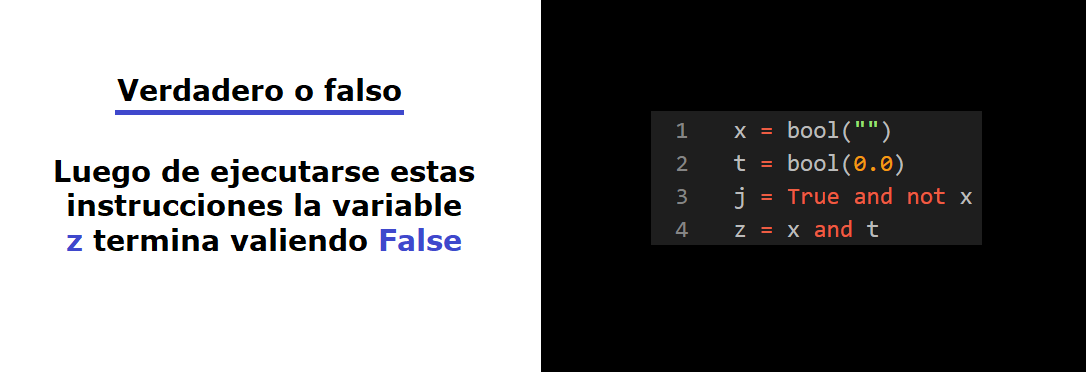 Verdadero o falso
Luego de ejecutarse estas
instrucciones la variable
z termina valiendo False
1 x = bool("")
2 t = bool(0.0)
3 j = True and not x
4 z = x and t